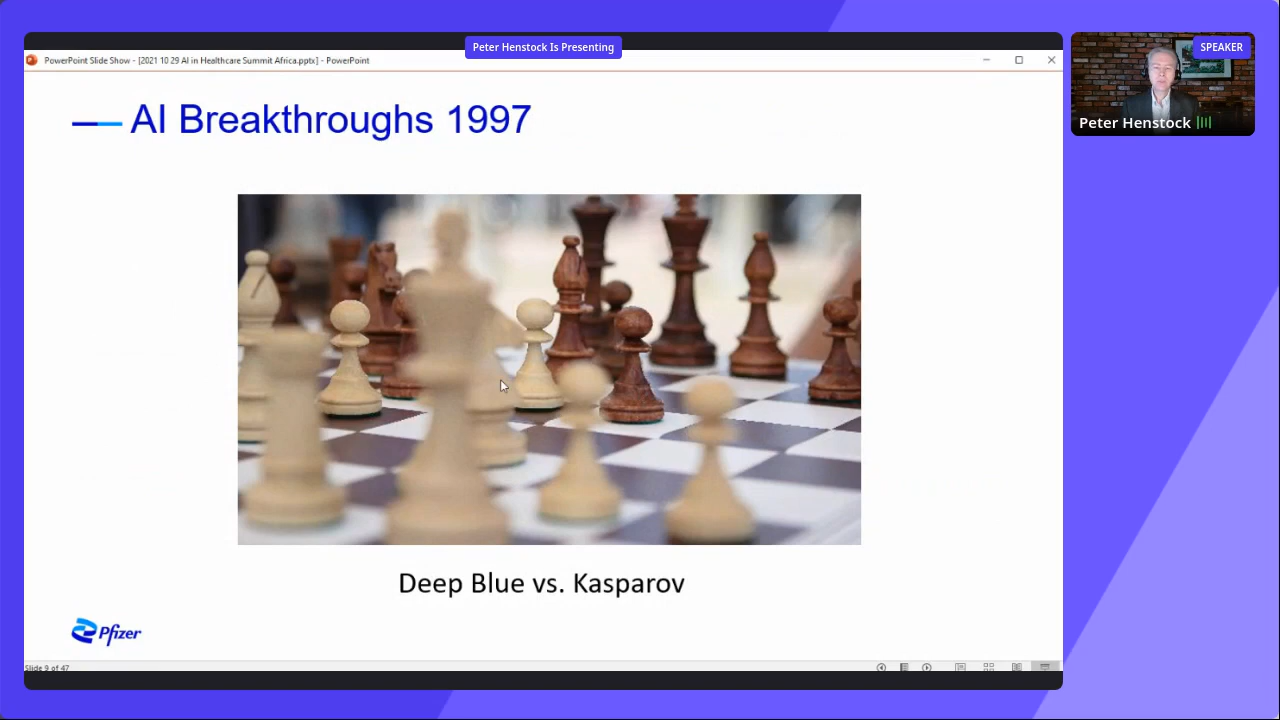 Peter Henstock Is Presenting
PowerPoint Slide Show - [2021 10 29 AI in Healthcare Summit Africa.pptx] - PowerPoint
SPEAKER
Peter Henstock
AI Breakthroughs 1997
Deep Blue vs. Kasparov
Pfizer
Slide 9 of 47